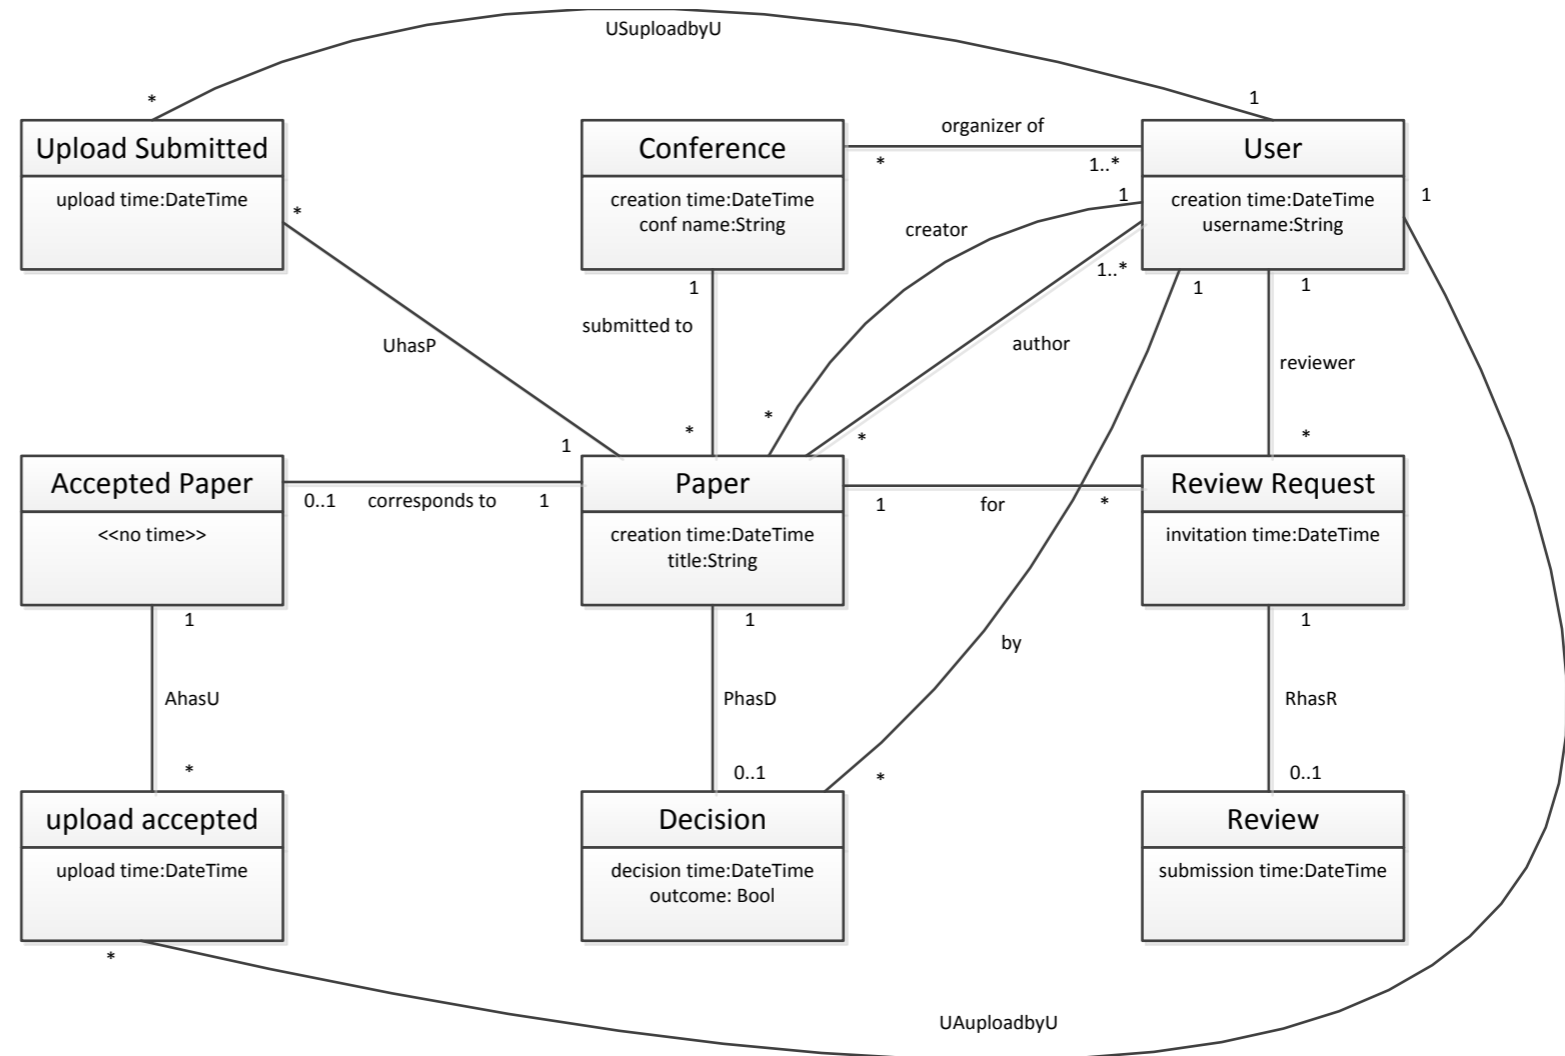 USuploadbyU
*
1
Upload Submitted
upload time:DateTime
*
Conference
creation time:DateTime
conf name:String
organizer of
*
1..*
User
creation time:DateTime
username:String
1
1
creator
1..*
1
1
1
submitted to
UhasP
author
reviewer
*
*
*
*
1
Accepted Paper
<<no time>>
0..1
corresponds to
1
Paper
creation time:DateTime
title:String
1
for
*
Review Request
invitation time:DateTime
1
1
1
by
AhasU
PhasD
RhasR
*
0..1
*
0..1
upload accepted
upload time:DateTime
Decision
decision time:DateTime
outcome: Bool
Review
submission time:DateTime
*
UAuploadbyU